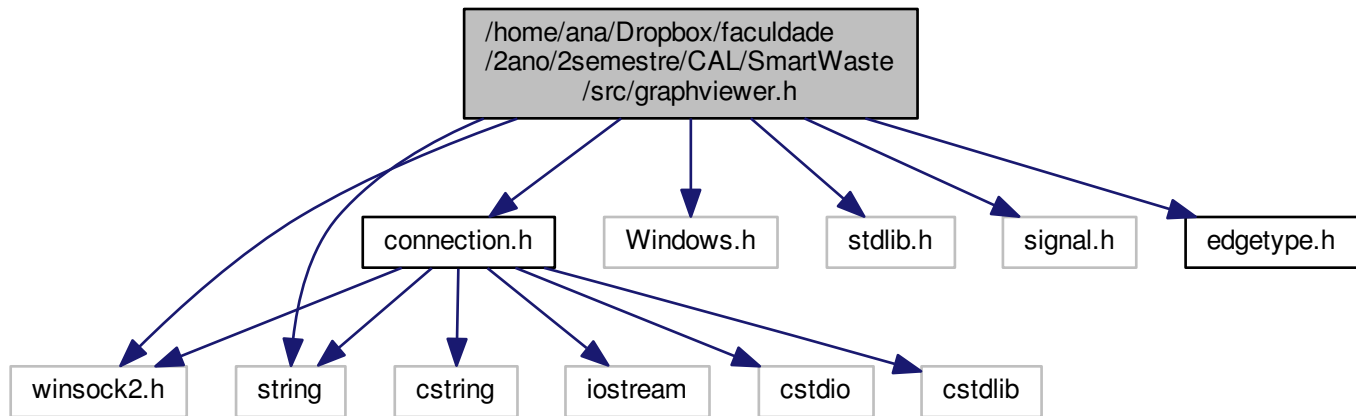 /home/ana/Dropbox/faculdade
/2ano/2semestre/CAL/SmartWaste
/src/graphviewer.h
connection.h
Windows.h
stdlib.h
signal.h
edgetype.h
winsock2.h
string
cstring
iostream
cstdio
cstdlib